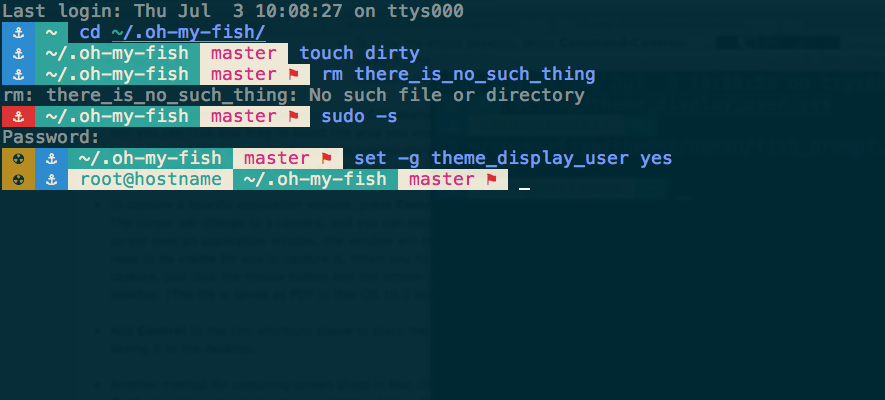 Last login: Thu Jul  3 10:08:27 on ttys000
⚓ ~ cd ~/.oh-my-fish/
⚓ ~/.oh-my-fish master touch dirty
⚓ ~/.oh-my-fish master ⚑ rm there_is_no_such_thing
rm: there_is_no_such_thing: No such file or directory
⚓ ~/.oh-my-fish master ⚑ sudo -s
Password:
☢ ⚓ ~/.oh-my-fish master ⚑ set -g theme_display_user yes
☢ ⚓ root@hostname ~/.oh-my-fish master ⚑ _